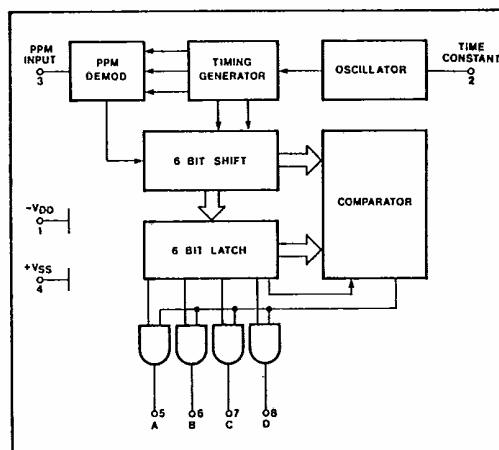 PPM
INPUT
3
PPM
DEMOD
TIMING
GENERATOR
OSCILLATOR
TIME
CONSTANT
2
6 BIT SHIFT
COMPARATOR
-VDD
1
6 BIT LATCH
+VSS
4
5
A
6
B
7
C
8
D